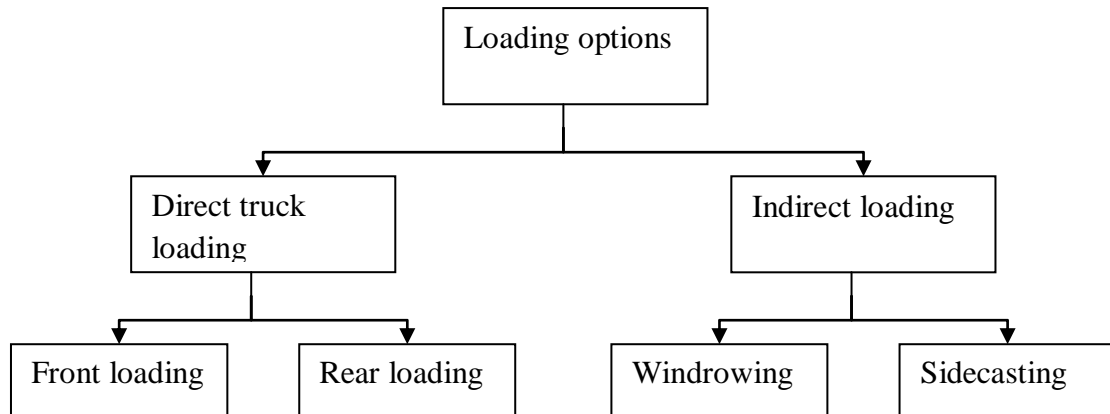 Loading options
Direct truck
loading
Indirect loading
Front loading
Rear loading
Windrowing
Sidecasting